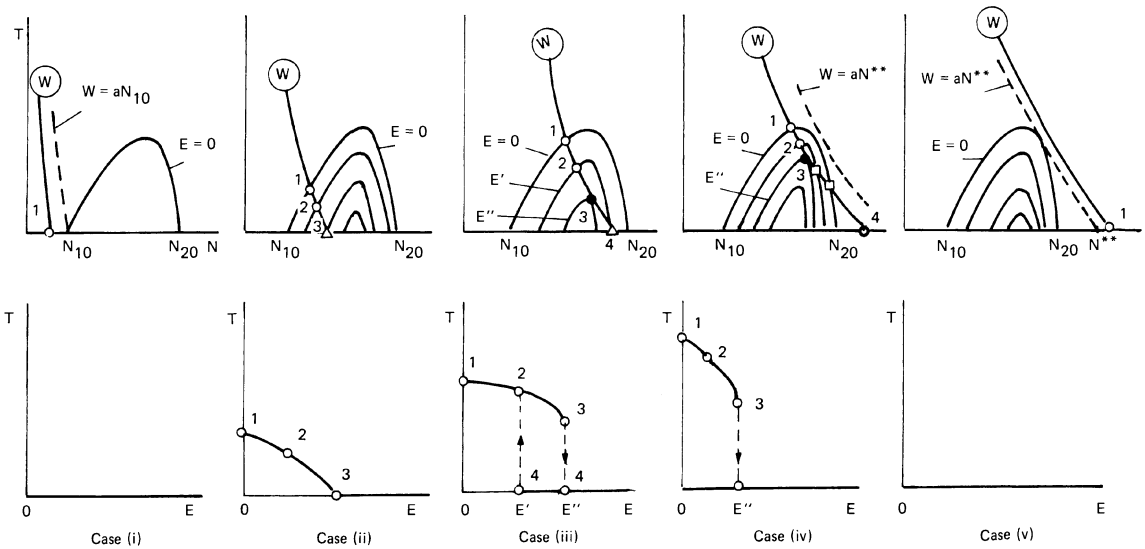 T
W
W = aN10
E = 0
1
N10
N20
N
W
E = 0
1
2
3
N10
N20
W
E = 0
1
2
E'
E"
3
4
N10
N20
W
W = aN**
E = 0
1
2
E"
3
4
N10
N20
W
W = aN**
E = 0
1
N10
N20
N**
T
0
E
Case (i)
T
1
2
3
0
E
Case (ii)
T
1
2
3
4
4
0
E'
E"
E
Case (iii)
T
1
2
3
0
E"
E
Case (iv)
T
0
E
Case (v)